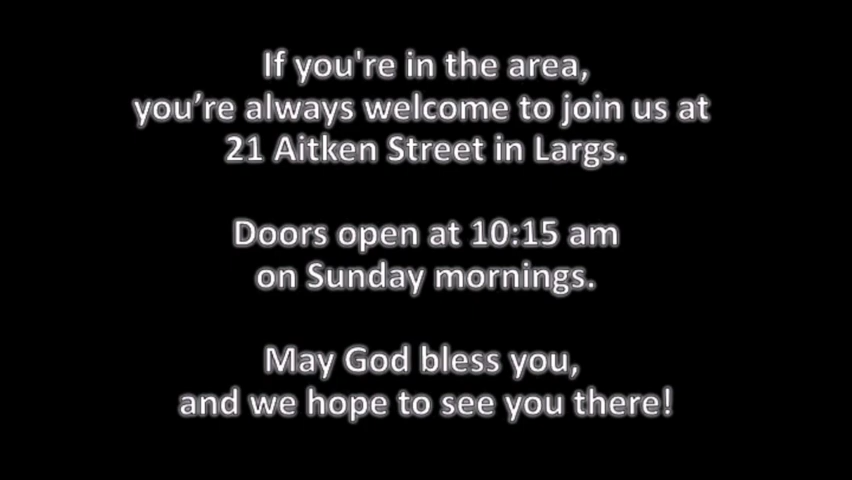 If you're in the area,
you’re always welcome to join us at
21 Aitken Street in Largs.
Doors open at 10:15 am
on Sunday mornings.
May God bless you,
and we hope to see you there!